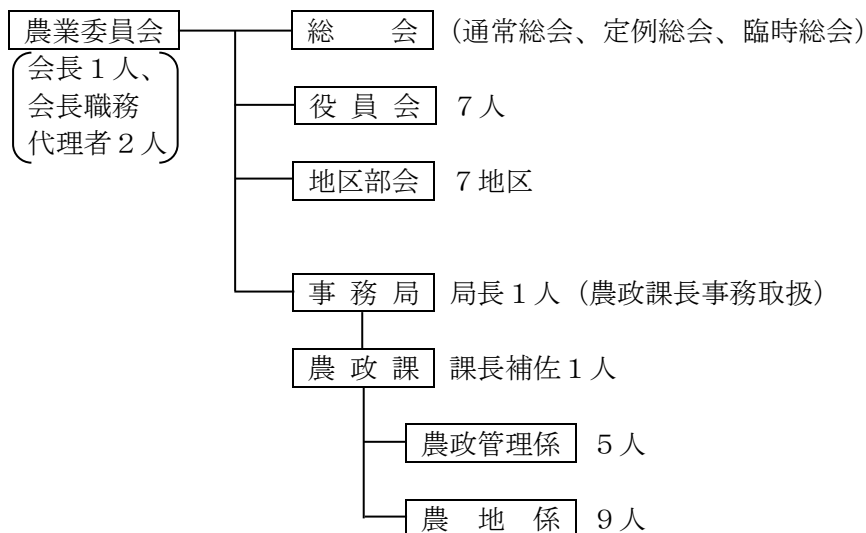 農業委員会 総　　会 （通常総会、定例総会、臨時総会）
会長１人、
会長職務
代理者２人
役 員 会 ７人
地区部会 ７地区
事 務 局 局長１人（農政課長事務取扱）
農 政 課 課長補佐１人
農政管理係 ５人
農　地　係 ９人